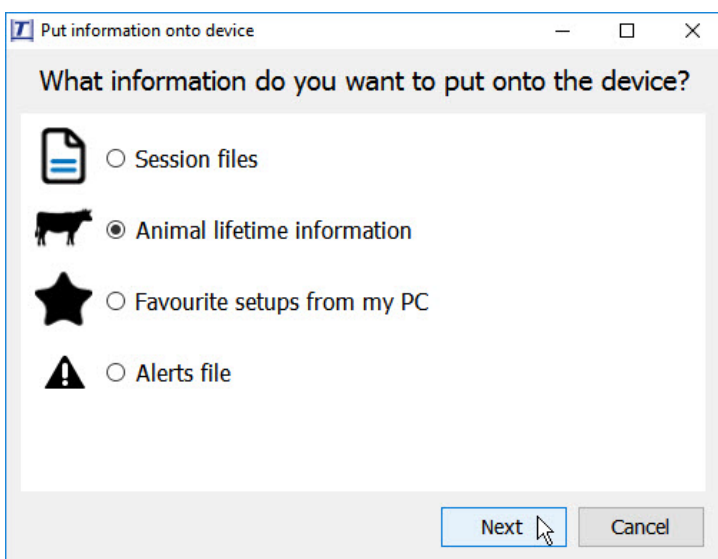 Put information onto device
What information do you want to put onto the device?
Session files
Animal lifetime information
Favourite setups from my PC
Alerts file
Next
Cancel